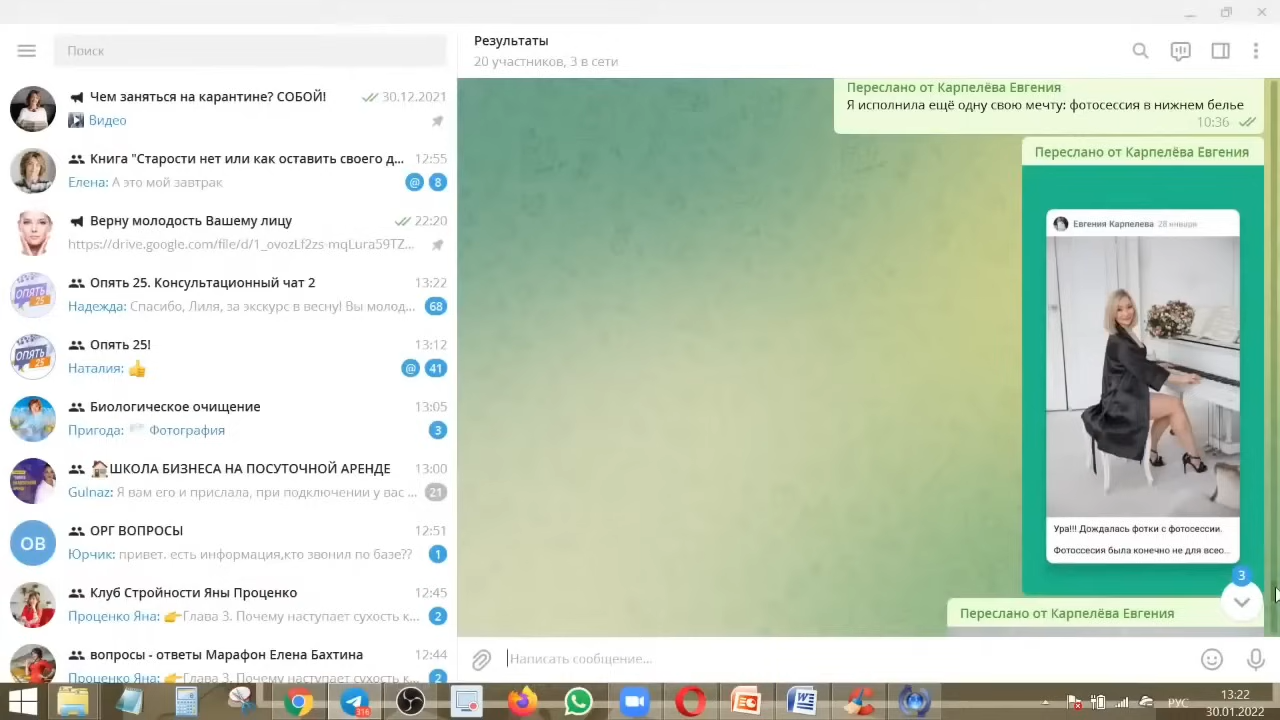 Поиск
Чем заняться на карантине? СОБОЙ!
30.12.2021
Видео
Книга "Старости нет или как оставить своего д...
12:55
Елена: А это мой завтрак
@ 8
Верну молодость Вашему лицу
22:20
https://drive.google.com/file/d/1_ovozLf2zs-mqLura59TZ...
Опять 25. Консультационный чат 2
13:22
Надежда: Спасибо, Лиля, за экскурс в весну! Вы молод...
68
ОПЯТЬ 25
Опять 25!
13:12
Наталия:
@ 41
ОПЯТЬ 25
Биологическое очищение
13:05
Пригода: Фотография
3
ШКОЛА БИЗНЕСА НА ПОСУТОЧНОЙ АРЕНДЕ
13:00
Gulnaz: Я вам его и прислала, при подключении у вас ...
21
ОВ
ОРГ ВОПРОСЫ
12:51
Юрчик: привет. есть информация,кто звонил по базе??
1
Клуб Стройности Яны Проценко
12:45
Проценко Яна: Глава 3. Почему наступает сухость к...
2
вопросы - ответы Марафон Елена Бахтина
12:44
Проценко Яна: Глава 3. Почему наступает сухость к...
2
Результаты
20 участников, 3 в сети
Переслано от Карпелёва Евгения
Я исполнила ещё одну свою мечту: фотосессия в нижнем белье
10:36
Переслано от Карпелёва Евгения
Евгения Карпелева 28 января
Ура!!! Дождалась фотки с фотосессии.
Фотоссесия была конечно не для всео...
3
Переслано от Карпелёва Евгения
Написать сообщение...
316
РУС
13:22
30.01.2022